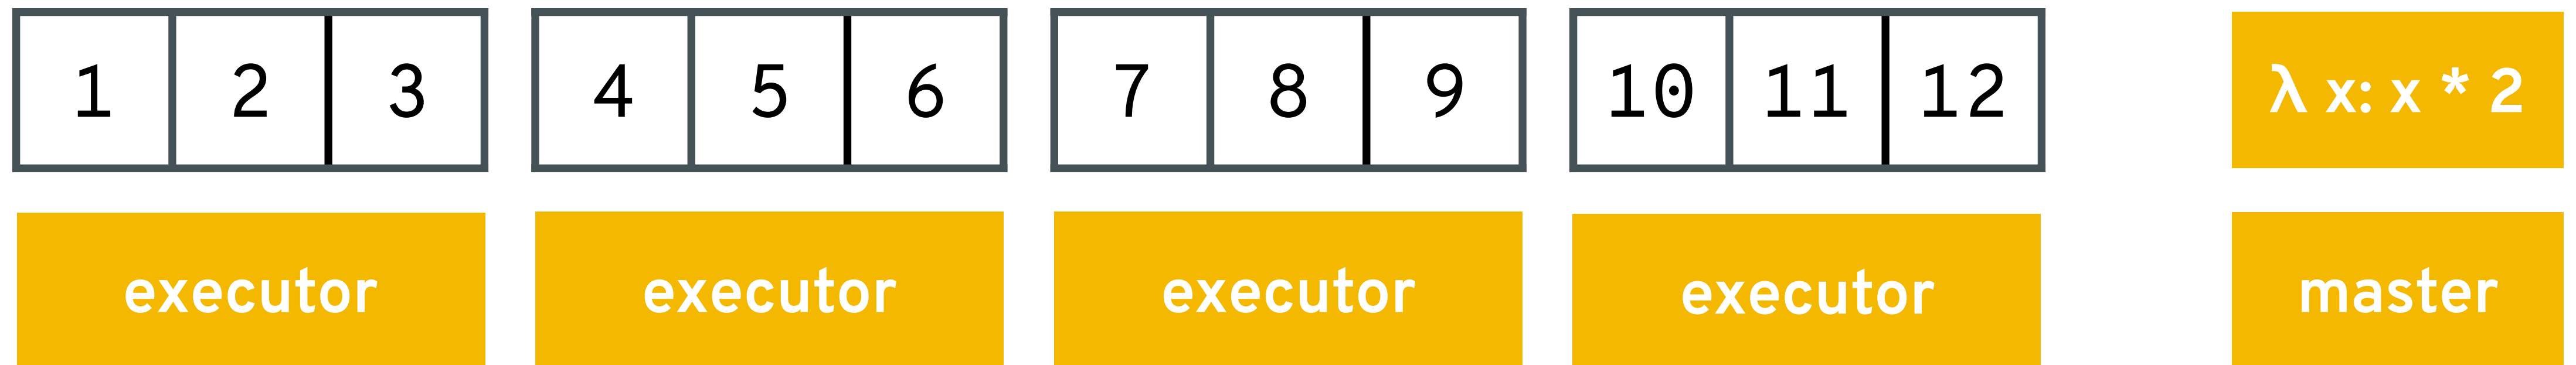 1 2 3 4 5 6 7 8 9 10 11 12 λ x: x * 2
executor executor executor executor master